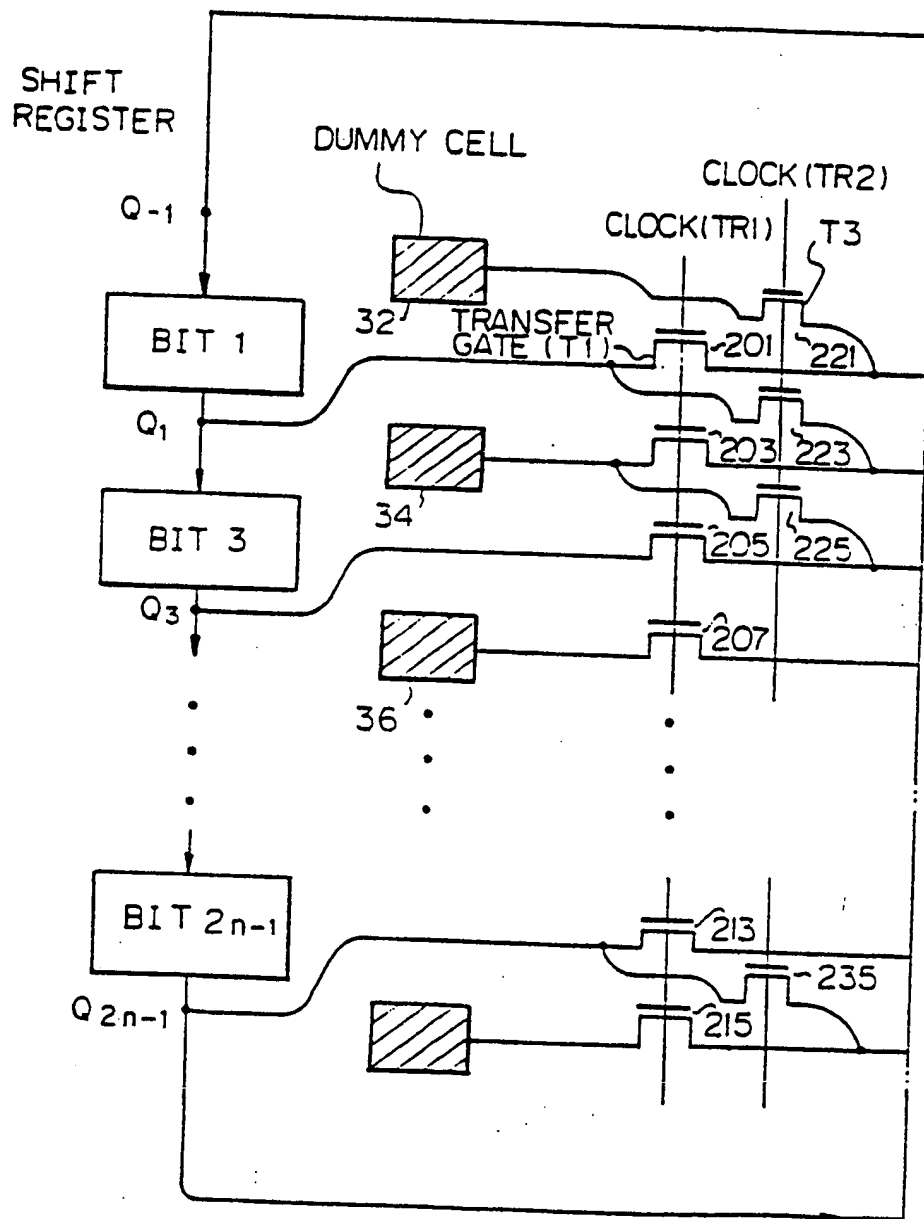 SHIFT
REGISTER
DUMMY CELL
CLOCK(TR2)
Q-1
CLOCK(TR1)
T3
32
TRANSFER
GATE (T1)
201
221
BIT 1
Q1
203
223
34
BIT 3
205
225
Q3
207
36
BIT 2n-1
213
235
Q2n-1
215